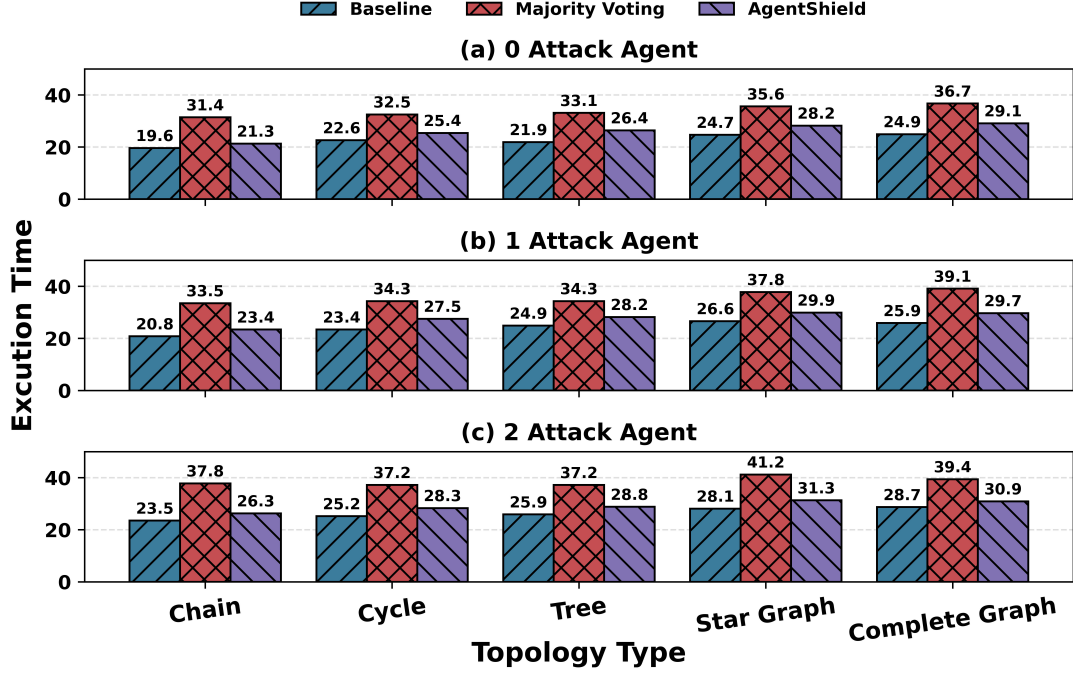 Baseline Majority Voting AgentShield
(a) 0 Attack Agent
40
20
0
19.6 31.4 21.3 22.6 32.5 25.4 21.9 33.1 26.4 24.7 35.6 28.2 24.9 36.7 29.1
(b) 1 Attack Agent
40
20
0
20.8 33.5 23.4 23.4 34.3 27.5 24.9 34.3 28.2 26.6 37.8 29.9 25.9 39.1 29.7
Excution Time
(c) 2 Attack Agent
40
20
0
23.5 37.8 26.3 25.2 37.2 28.3 25.9 37.2 28.8 28.1 41.2 31.3 28.7 39.4 30.9
Chain Cycle Tree Star Graph Complete Graph
Topology Type